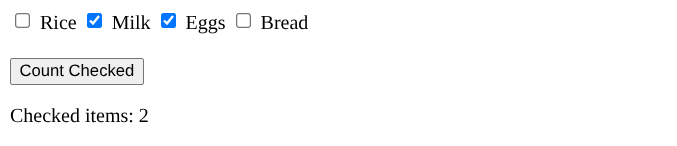 Rice Milk Eggs Bread
Count Checked
Checked items: 2